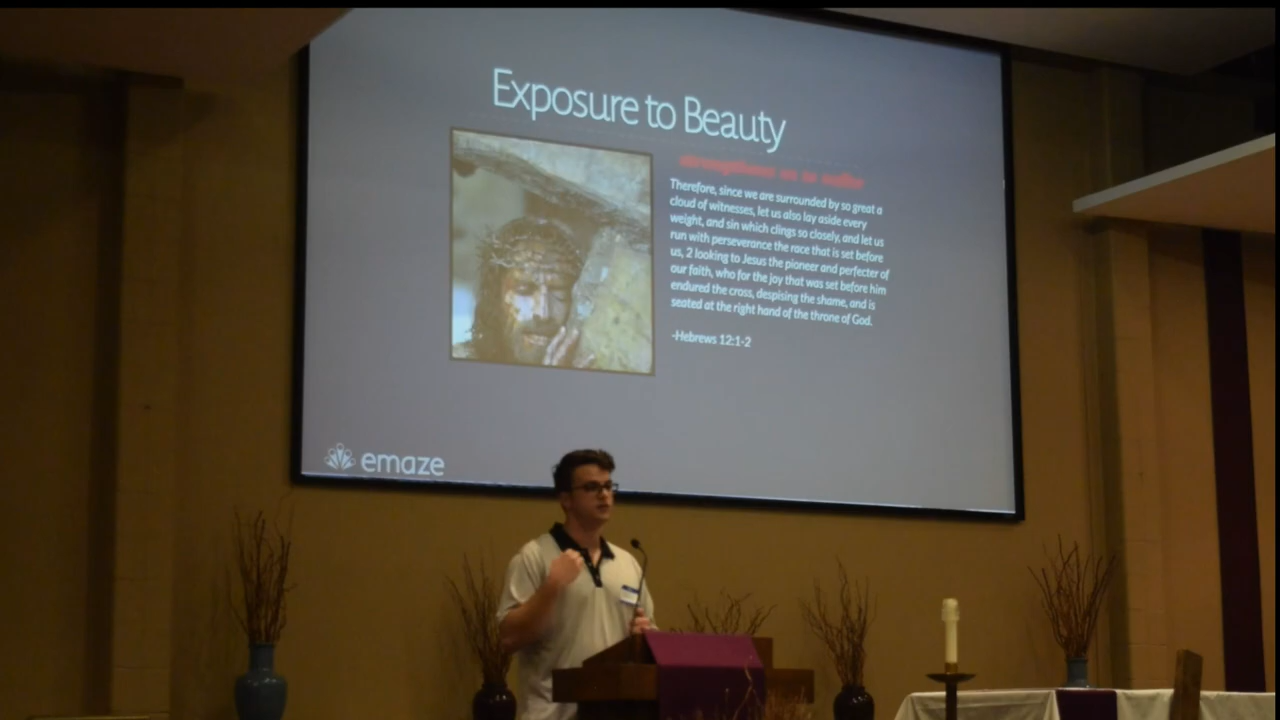 Exposure to Beauty
Therefore, since we are surrounded by so great a
cloud of witnesses, let us also lay aside every
weight, and sin which clings so closely, and let us
run with perseverance the race that is set before
us, 2 looking to Jesus the pioneer and perfecter of
our faith, who for the joy that was set before him
endured the cross, despising the shame, and is
seated at the right hand of the throne of God.
-Hebrews 12:1-2
emaze